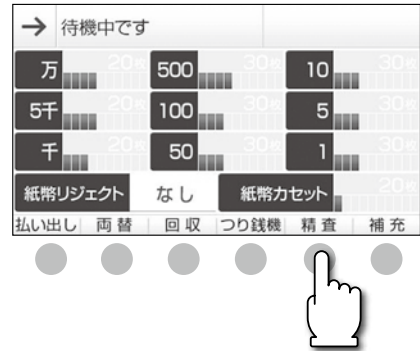 → 待機中です
万 20枚 500 30枚 10 30枚
5千 20枚 100 30枚 5 30枚
千 20枚 50 30枚 1 30枚
紙幣リジェクト なし 紙幣カセット 20枚
払い出し 両替 回収 つり銭機 精査 補充